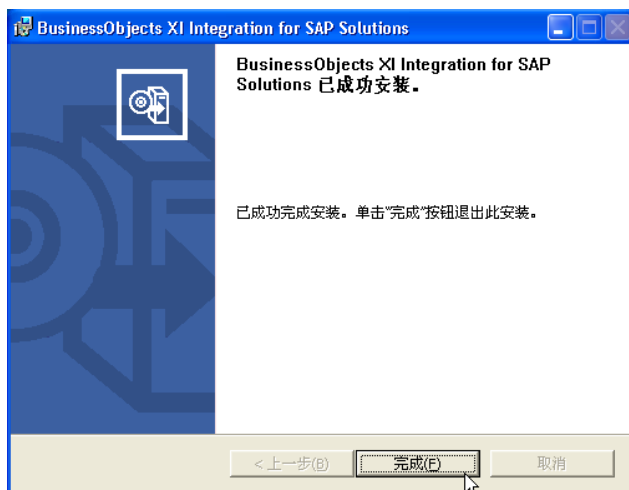 BusinessObjects XI Integration for SAP Solutions
BusinessObjects XI Integration for SAP
Solutions 已成功安装。
已成功完成安装。单击"完成"按钮退出此安装。
< 上一步(B)
完成(F)
取消